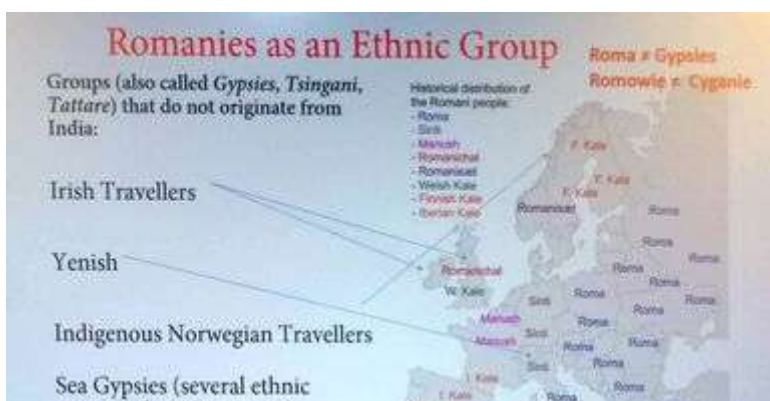 Romanies as an Ethnic Group
Roma ≠ Gypsies
Romowie ≠ Cyganie
Groups (also called Gypsies, Tsingani,
Tattare) that do not originate from
India:
Irish Travellers
Yenish
Indigenous Norwegian Travellers
Sea Gypsies (several ethnic
Historical distribution of
the Romani people:
- Roma
- Sinti
- Manush
- Romanichal
- Romanisael
- Welsh Kale
- Finnish Kale
- Iberian Kale
F. Kale
F. Kale
F. Kale
Romanisael
Roma
Roma
Roma
Roma
Roma
Romanichal
W. Kale
Sinti
Roma
Roma
Roma
Manush
Sinti
Roma
Manush
Roma
Roma
Sinti
Roma
I. Kale
I. Kale
Roma